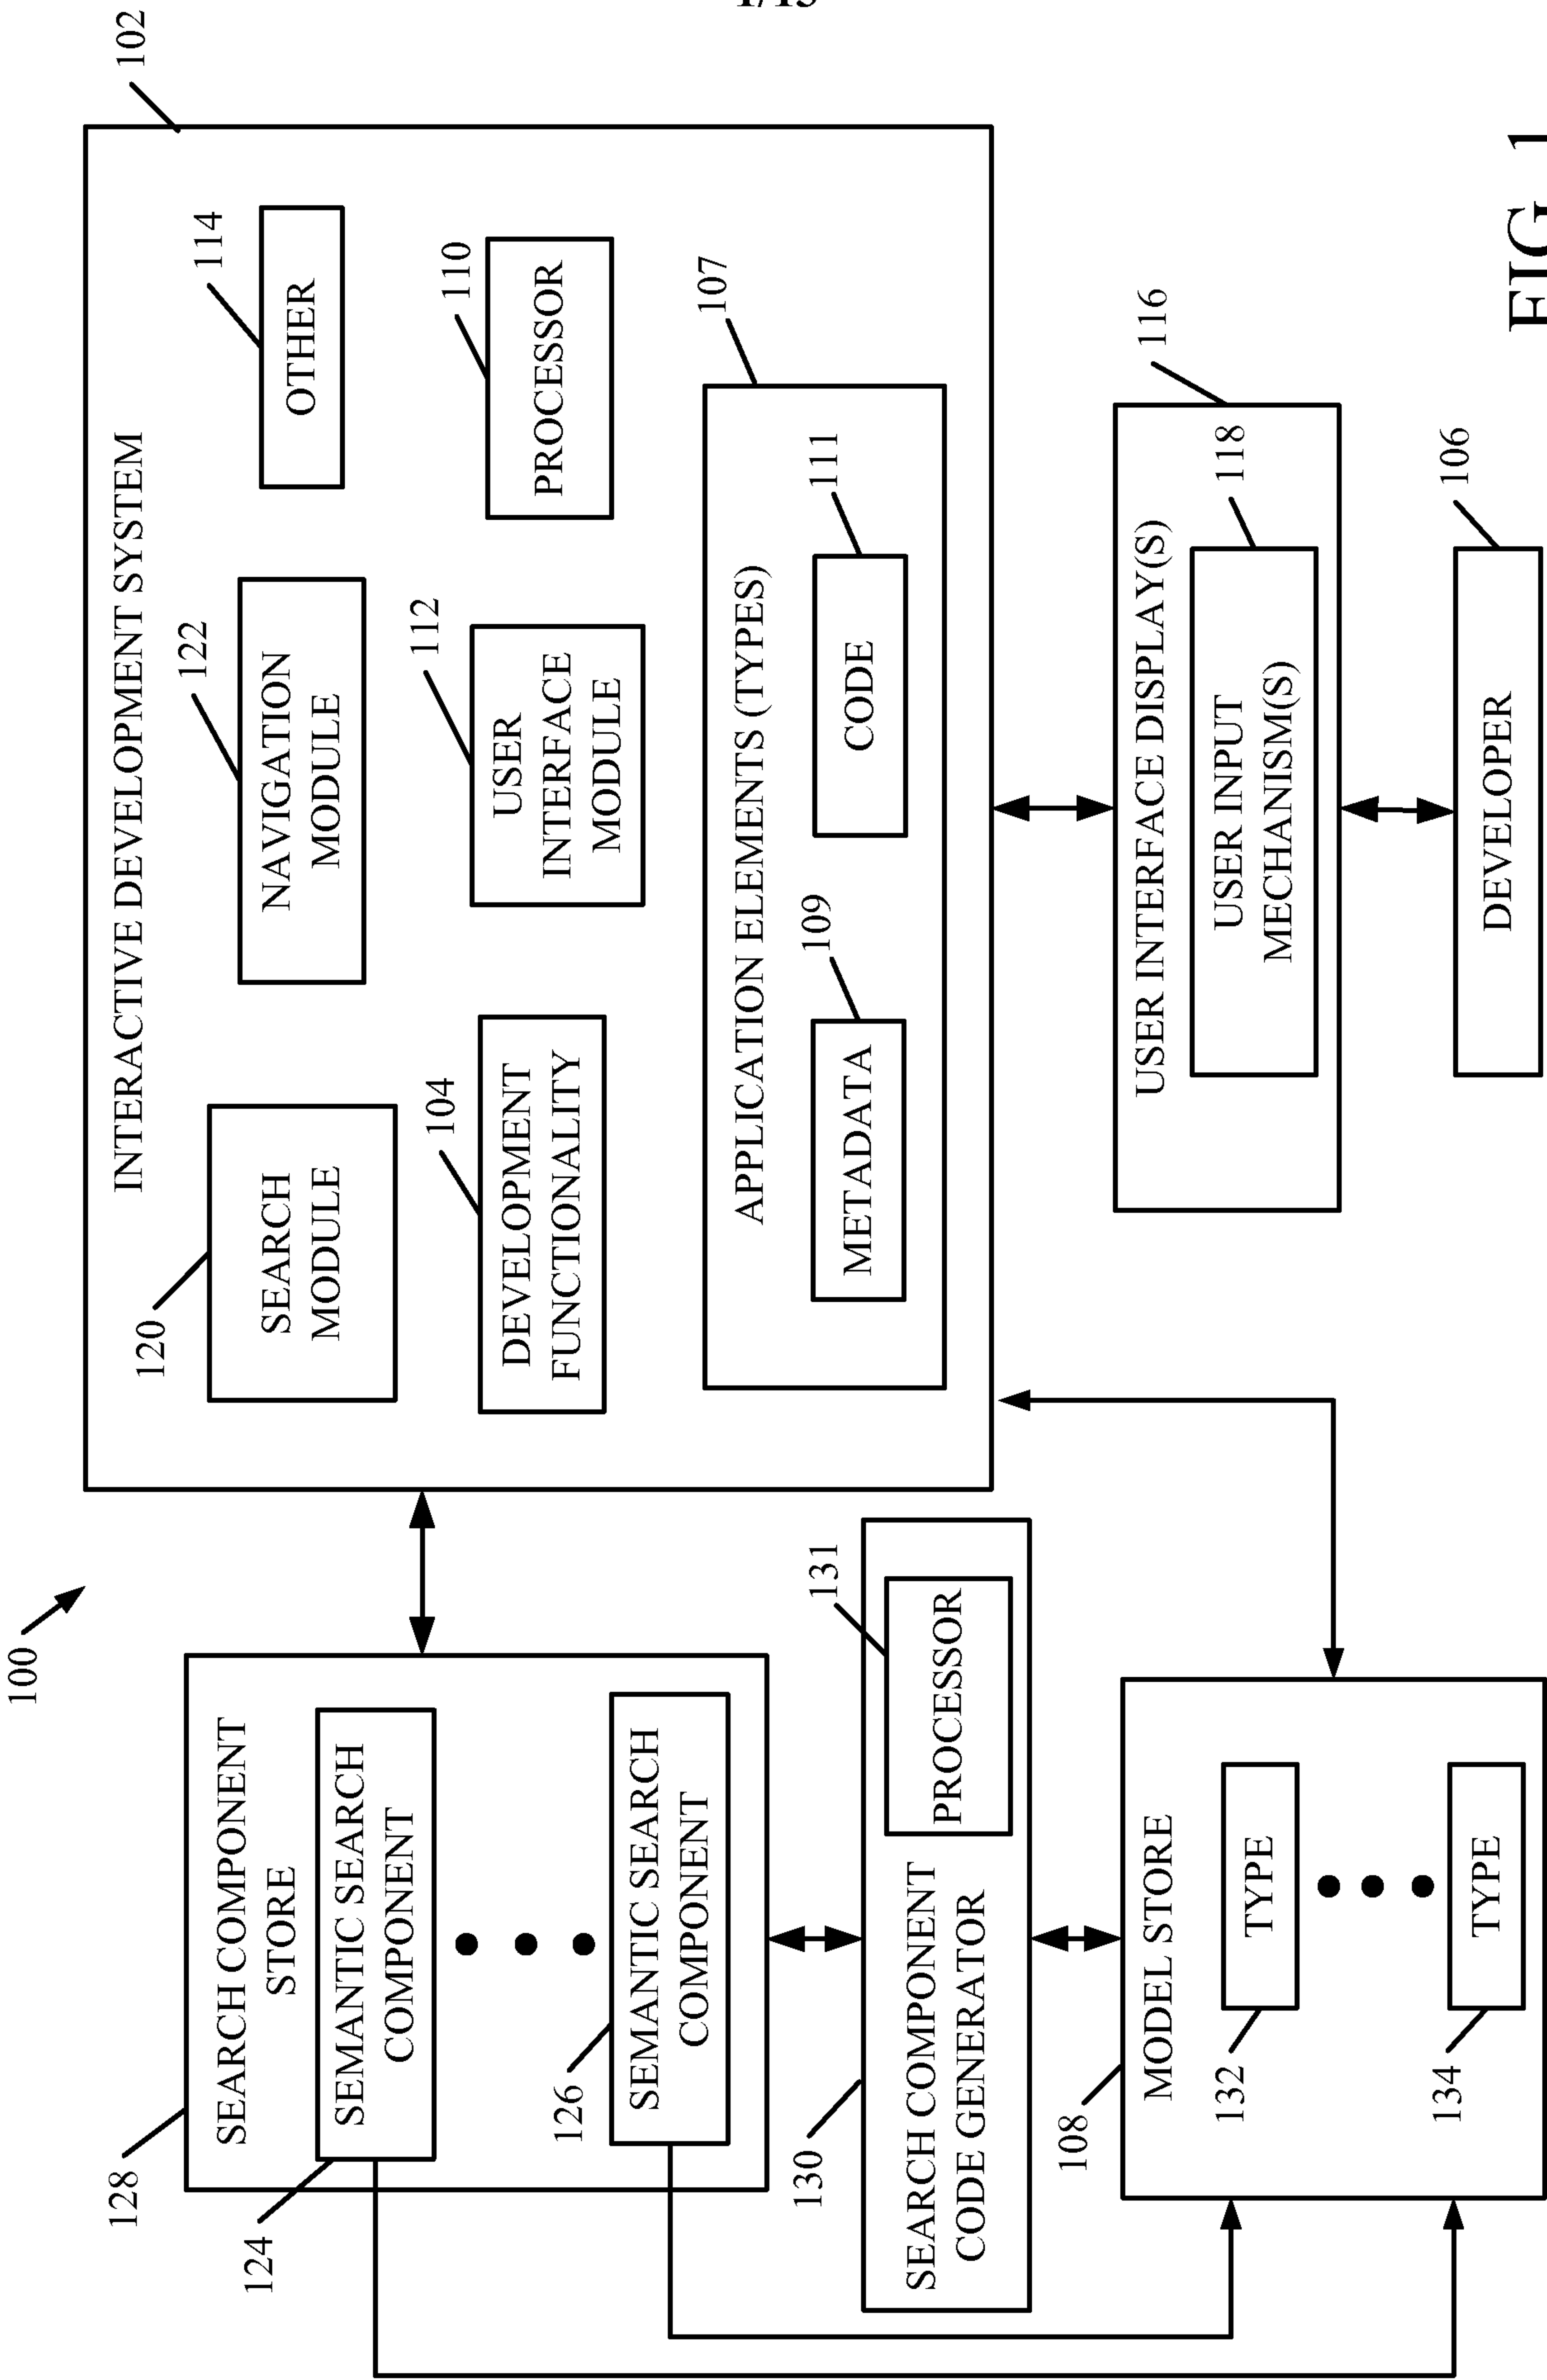 1/15
100
102
INTERACTIVE DEVELOPMENT SYSTEM
128
SEARCH COMPONENT
STORE
124
SEMANTIC SEARCH
COMPONENT
126
SEMANTIC SEARCH
COMPONENT
120
SEARCH
MODULE
122
NAVIGATION
MODULE
114
OTHER
104
DEVELOPMENT
FUNCTIONALITY
112
USER
INTERFACE
MODULE
110
PROCESSOR
107
APPLICATION ELEMENTS (TYPES)
109
METADATA
111
CODE
130
SEARCH COMPONENT
CODE GENERATOR
131
PROCESSOR
108
MODEL STORE
132
TYPE
134
TYPE
116
USER INTERFACE DISPLAY(S)
118
USER INPUT
MECHANISM(S)
106
DEVELOPER
FIG. 1